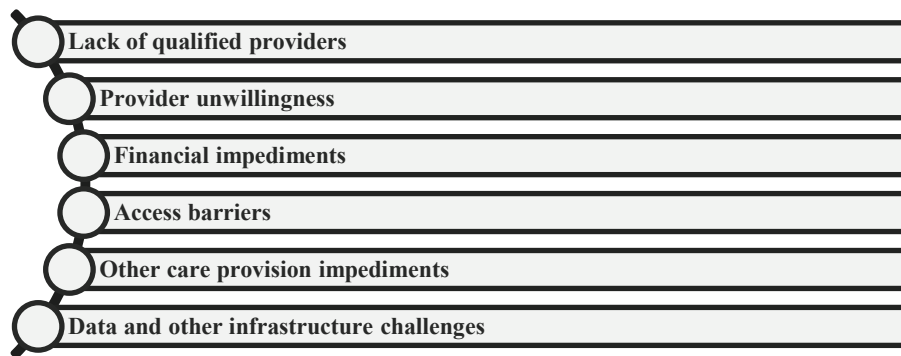 Lack of qualified providers
Provider unwillingness
Financial impediments
Access barriers
Other care provision impediments
Data and other infrastructure challenges